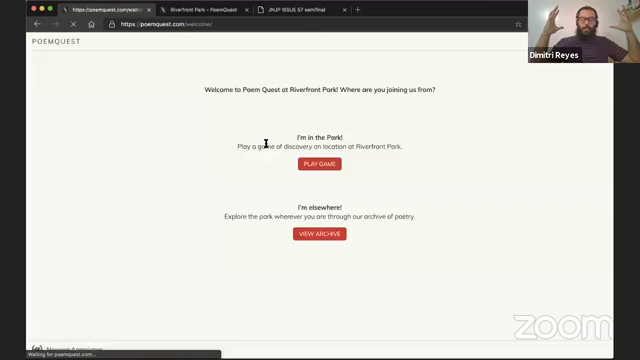 https://poemquest.com/wel
Riverfront Park – PoemQuest
JNJP ISSUE 57 semifinal
https://poemquest.com/welcome/
Dimitri Reyes
POEMQUEST
Welcome to Poem Quest at Riverfront Park! Where are you joining us from?
I'm in the Park!
Play a game of discovery on location at Riverfront Park.
PLAY GAME
I'm elsewhere!
Explore the park wherever you are through our archive of poetry.
VIEW ARCHIVE
zoom
Waiting for poemquest.com...